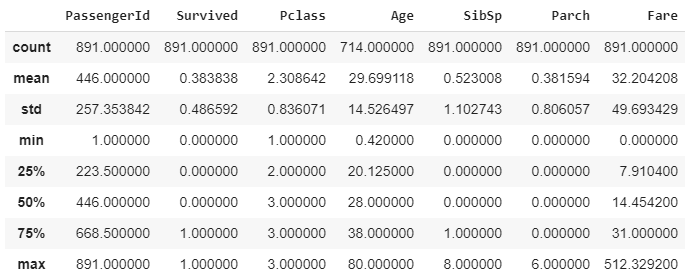 PassengerId Survived Pclass Age SibSp Parch Fare
count 891.000000 891.000000 891.000000 714.000000 891.000000 891.000000 891.000000
mean 446.000000 0.383838 2.308642 29.699118 0.523008 0.381594 32.204208
std 257.353842 0.486592 0.836071 14.526497 1.102743 0.806057 49.693429
min 1.000000 0.000000 1.000000 0.420000 0.000000 0.000000 0.000000
25% 223.500000 0.000000 2.000000 20.125000 0.000000 0.000000 7.910400
50% 446.000000 0.000000 3.000000 28.000000 0.000000 0.000000 14.454200
75% 668.500000 1.000000 3.000000 38.000000 1.000000 0.000000 31.000000
max 891.000000 1.000000 3.000000 80.000000 8.000000 6.000000 512.329200